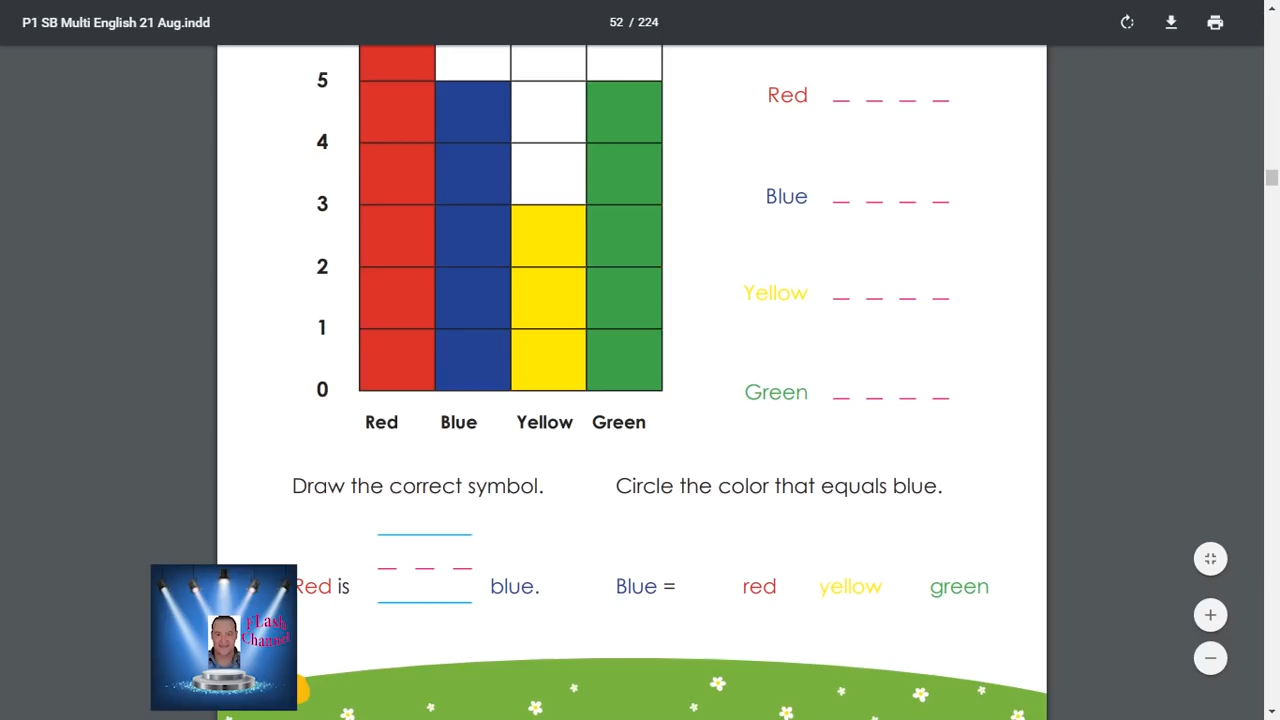 P1 SB Multi English 21 Aug.indd
52 / 224
5
4
3
2
1
0
Red Blue Yellow Green
Red
Blue
Yellow
Green
Draw the correct symbol.
Red is blue.
Circle the color that equals blue.
Blue = red yellow green
FLash
Channel